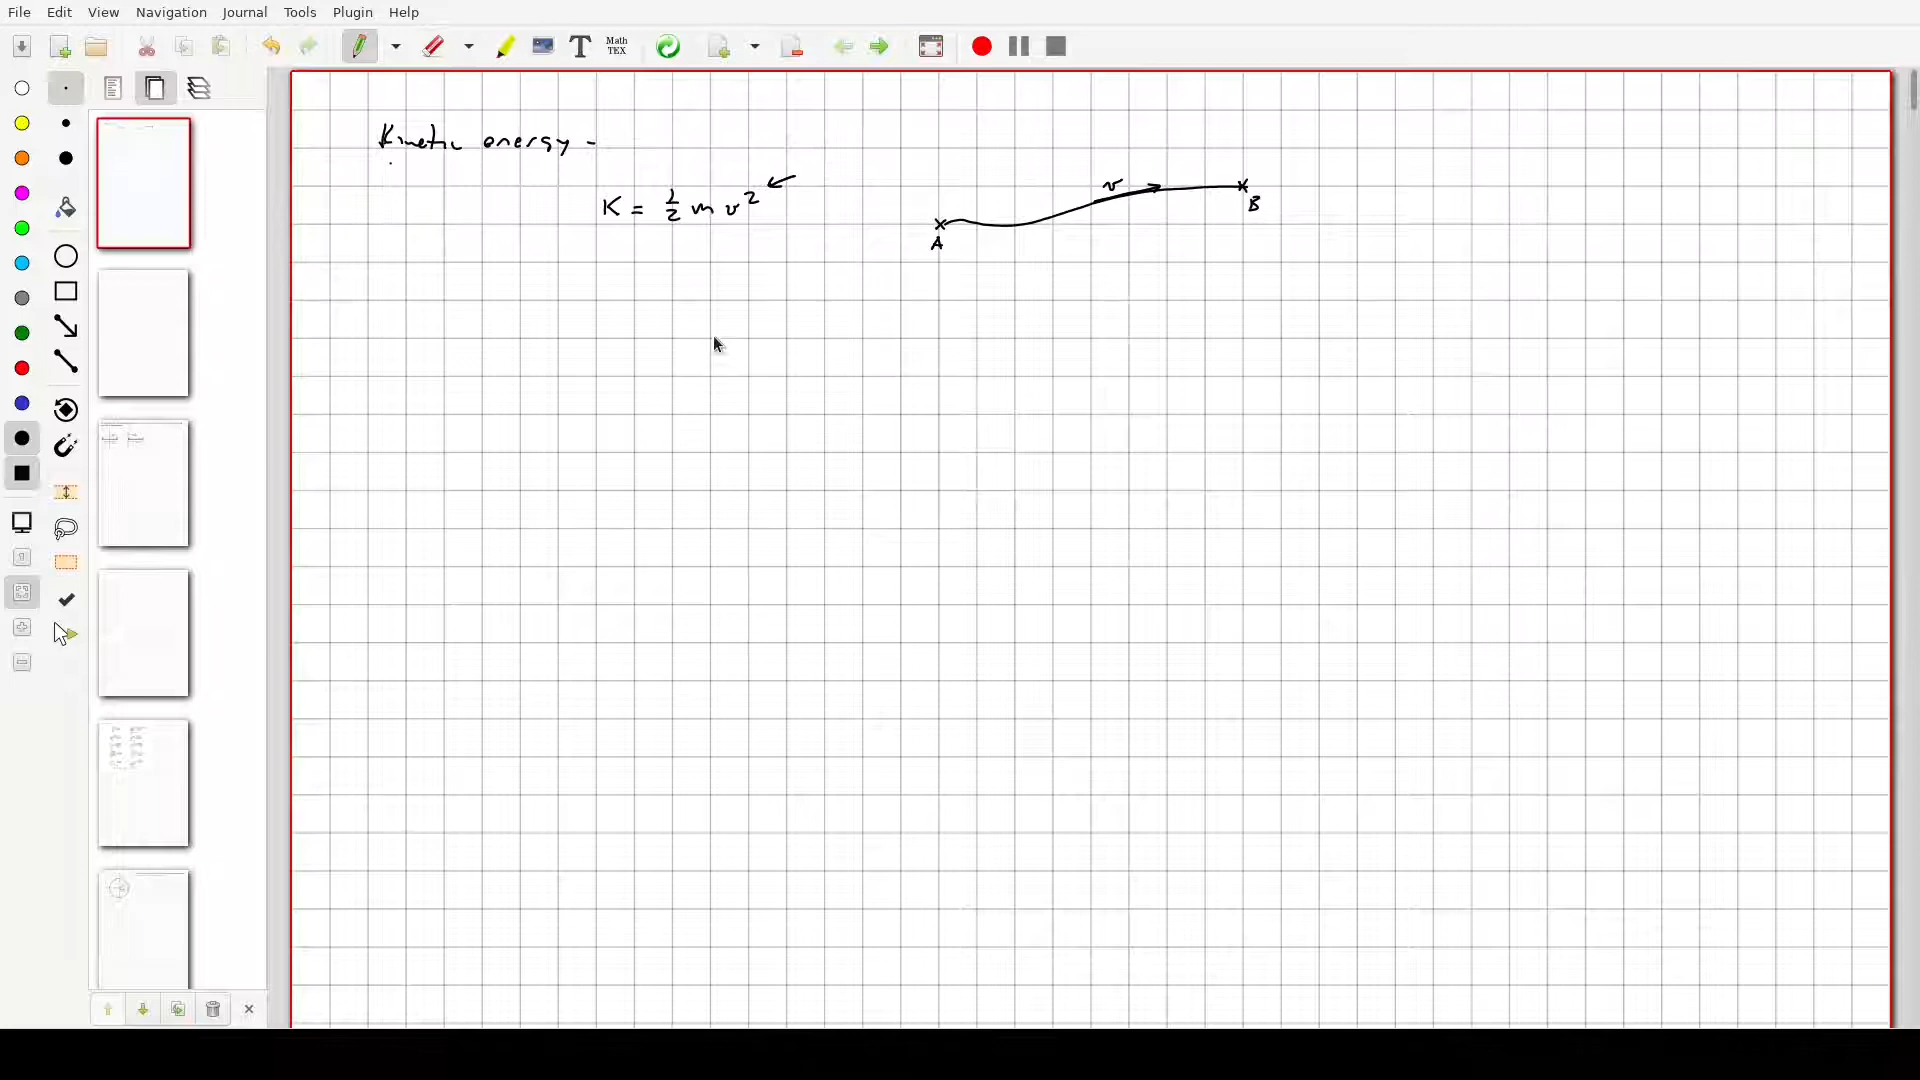 File Edit View Navigation Journal Tools Plugin Help
Math
TEX
Kinetic energy -
K = 1/2 m v²
v
A
B